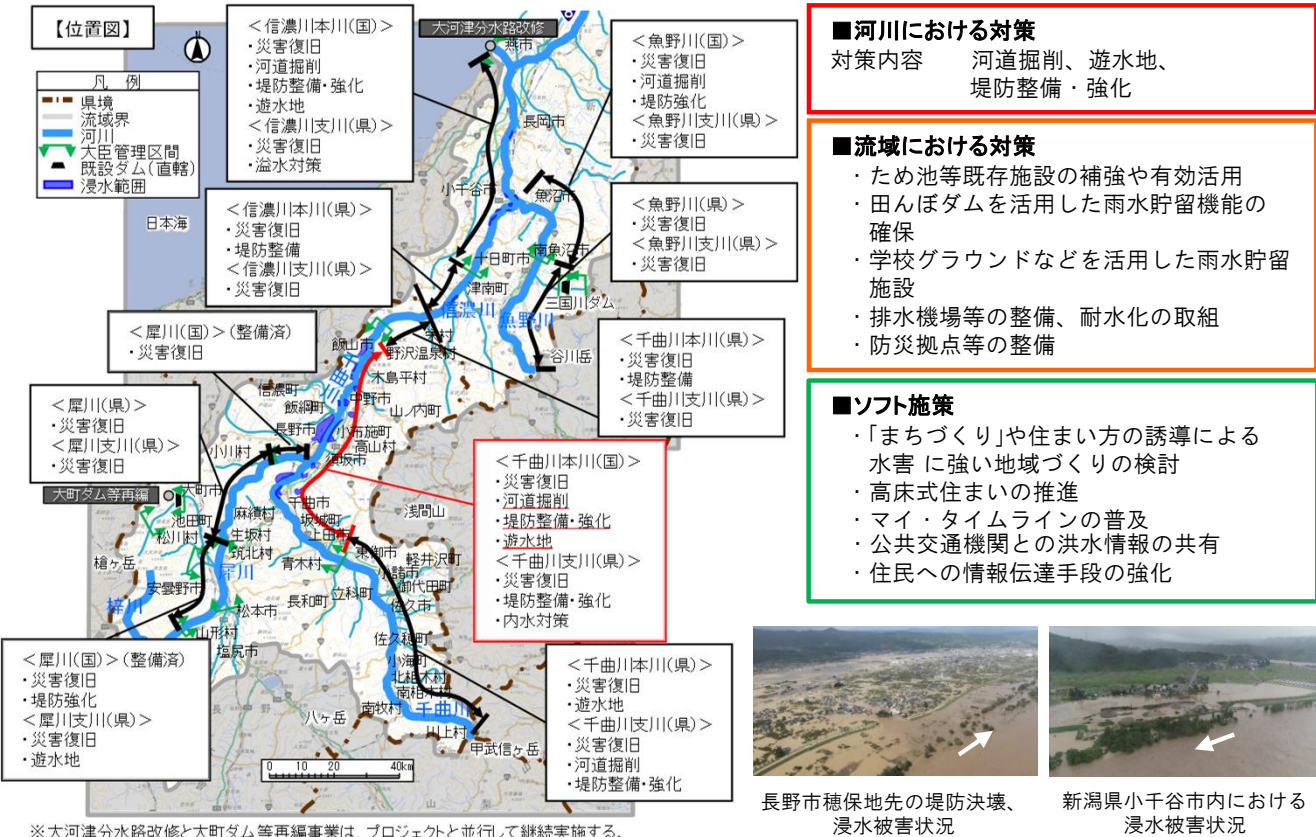 【位置図】
凡 例
県境
流域界
河川
大臣管理区間
既設ダム(直轄)
浸水範囲
日本海
＜信濃川本川(国)＞
・災害復旧
・河道掘削
・堤防整備・強化
・遊水地
＜信濃川支川(県)＞
・災害復旧
・溢水対策
大河津分水路改修
燕市
＜魚野川(国)＞
・災害復旧
・河道掘削
・堤防強化
＜魚野川支川(県)＞
・災害復旧
長岡市
小千谷市
魚沼市
＜信濃川本川(県)＞
・災害復旧
・堤防整備
＜信濃川支川(県)＞
・災害復旧
＜魚野川(県)＞
・災害復旧
＜魚野川支川(県)＞
・災害復旧
十日町市
南魚沼市
津南町
三国川ダム
信濃川
魚野川
栄村
谷川岳
＜犀川(国)＞(整備済)
・災害復旧
飯山市
野沢温泉村
千曲川
木島平村
信濃町
中野市
飯綱町
山ノ内町
長野市
小布施町
高山村
須坂市
小川村
＜千曲川本川(県)＞
・災害復旧
・堤防整備
＜千曲川支川(県)＞
・災害復旧
＜犀川(県)＞
・災害復旧
＜犀川支川(県)＞
・災害復旧
大町ダム等再編
大町市
池田町
松川村
麻績村
生坂村
筑北村
千曲市
坂城町
上田市
青木村
東御市
浅間山
軽井沢町
小諸市
御代田町
佐久市
立科町
長和町
槍ヶ岳
安曇野市
犀川
梓川
松本市
山形村
塩尻市
佐久穂町
小海町
北相木村
南相木村
南牧村
千曲川
川上村
八ヶ岳
甲武信ヶ岳
長 野
山
＜千曲川本川(国)＞
・災害復旧
・河道掘削
・堤防整備・強化
・遊水地
＜千曲川支川(県)＞
・災害復旧
・堤防整備・強化
・内水対策
＜犀川(国)＞(整備済)
・災害復旧
・堤防強化
＜犀川支川(県)＞
・災害復旧
・遊水地
＜千曲川本川(県)＞
・災害復旧
・遊水地
＜千曲川支川(県)＞
・災害復旧
・河道掘削
・堤防整備・強化
0 10 20 40km
※大河津分水路改修と大町ダム等再編事業は、プロジェクトと並行して継続実施する。
■河川における対策
対策内容 河道掘削、遊水地、
堤防整備・強化
■流域における対策
・ため池等既存施設の補強や有効活用
・田んぼダムを活用した雨水貯留機能の
確保
・学校グラウンドなどを活用した雨水貯留
施設
・排水機場等の整備、耐水化の取組
・防災拠点等の整備
■ソフト施策
・「まちづくり」や住まい方の誘導による
水害 に強い地域づくりの検討
・高床式住まいの推進
・マイ・タイムラインの普及
・公共交通機関との洪水情報の共有
・住民への情報伝達手段の強化
長野市穂保地先の堤防決壊、
浸水被害状況
新潟県小千谷市内における
浸水被害状況